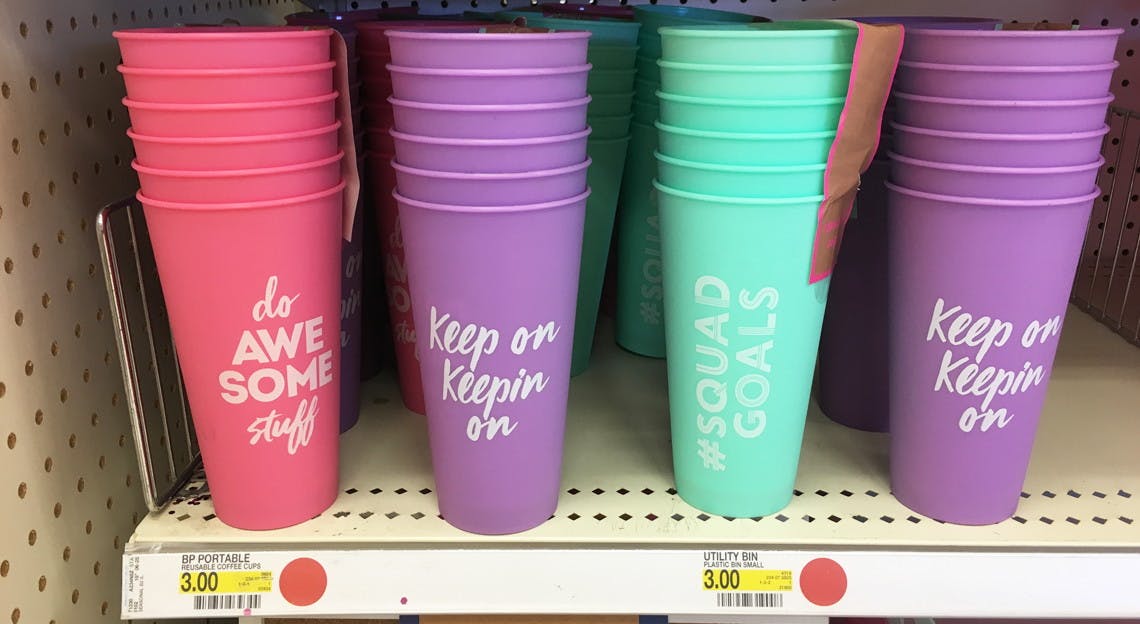 do
AWE
SOME
stuff
Keep on
Keepin
on
#SQUAD
GOALS
Keep on
Keepin
on
BP PORTABLE
REUSABLE COFFEE CUPS
3.00
UTILITY BIN
PLASTIC BIN SMALL
3.00